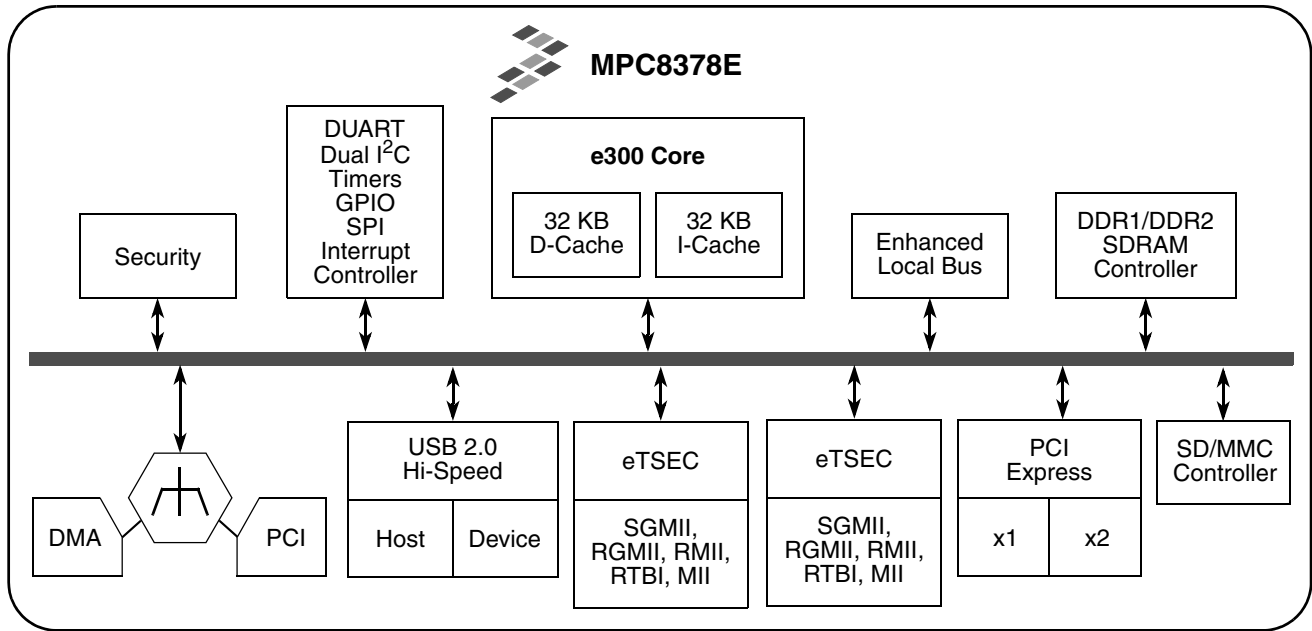 MPC8378E
DUART
Dual I²C
Timers
GPIO
SPI
Interrupt
Controller
e300 Core
32 KB
D-Cache
32 KB
I-Cache
Security
Enhanced
Local Bus
DDR1/DDR2
SDRAM
Controller
DMA
PCI
USB 2.0
Hi-Speed
Host
Device
eTSEC
SGMII,
RGMII, RMII,
RTBI, MII
eTSEC
SGMII,
RGMII, RMII,
RTBI, MII
PCI
Express
x1
x2
SD/MMC
Controller